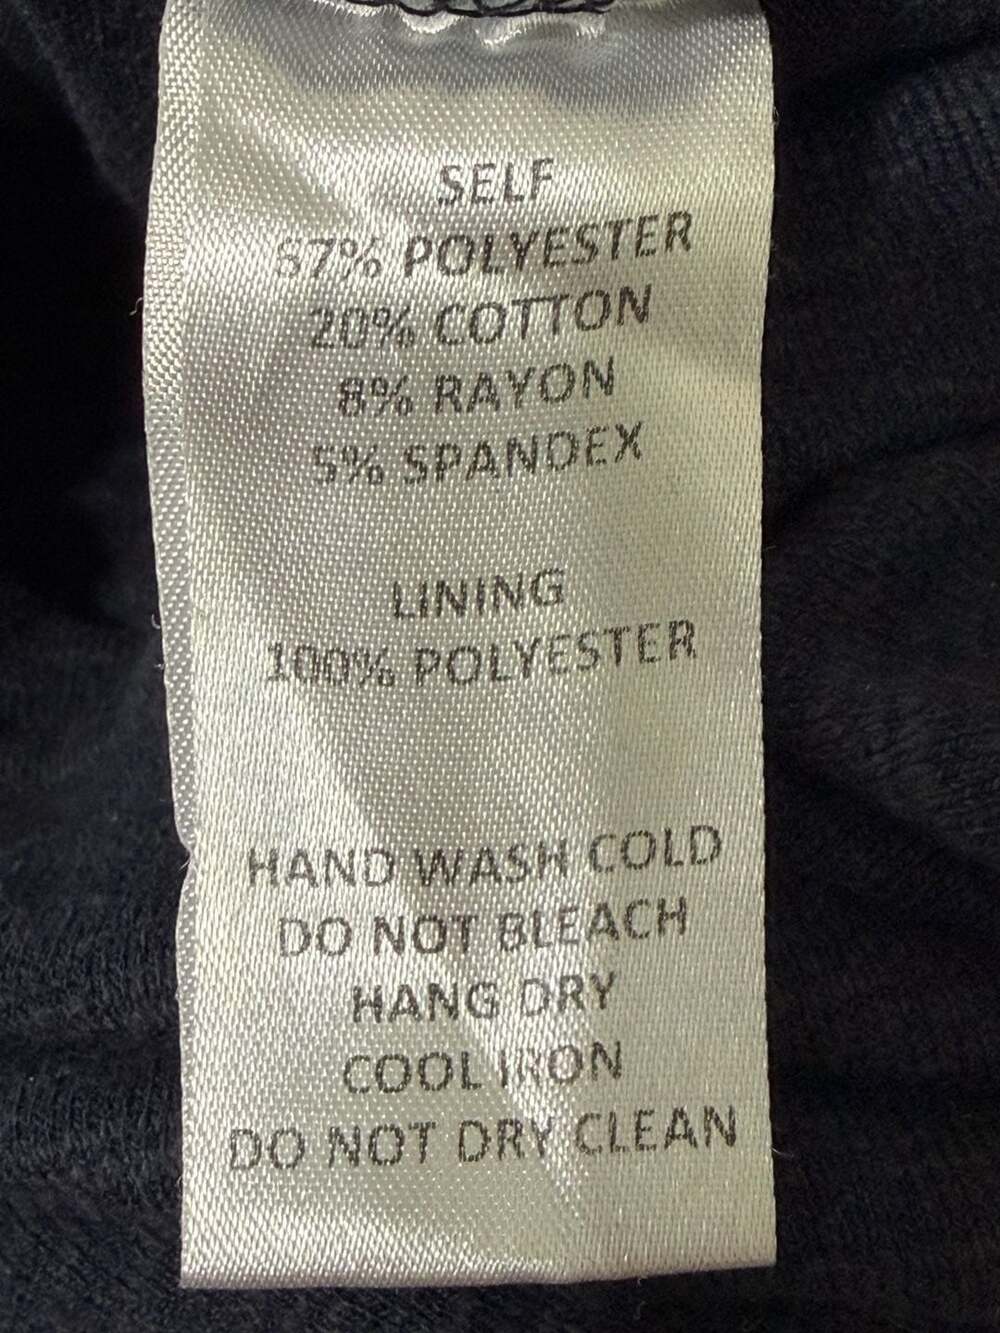 SELF
67% POLYESTER
20% COTTON
8% RAYON
5% SPANDEX
LINING
100% POLYESTER
HAND WASH COLD
DO NOT BLEACH
HANG DRY
COOL IRON
DO NOT DRY CLEAN